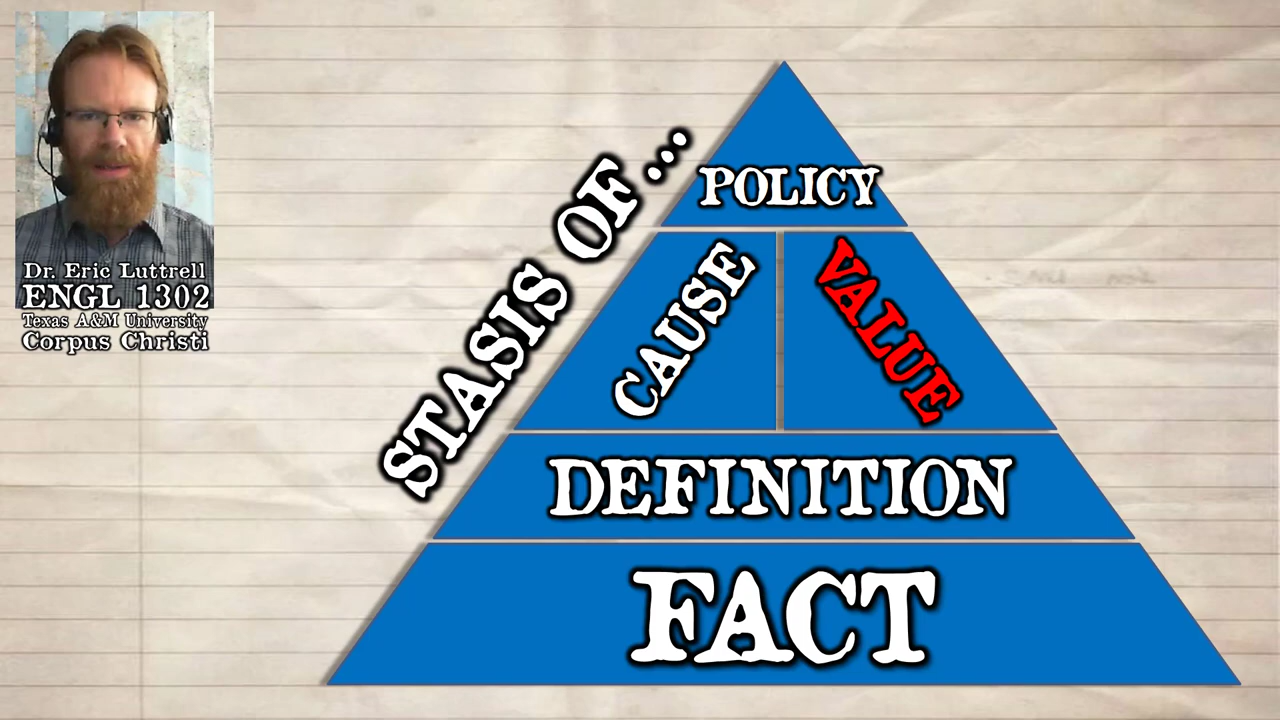 Dr. Eric Luttrell
ENGL 1302
Texas A&M University
Corpus Christi
STASIS OF...
POLICY
CAUSE
VALUE
DEFINITION
FACT